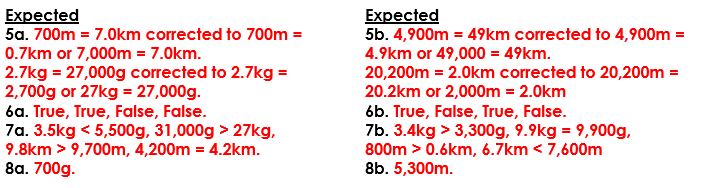 Expected
5a. 700m = 7.0km corrected to 700m =
0.7km or 7,000m = 7.0km.
2.7kg = 27,000g corrected to 2.7kg =
2,700g or 27kg = 27,000g.
6a. True, True, False, False.
7a. 3.5kg < 5,500g, 31,000g > 27kg,
9.8km > 9,700m, 4,200m = 4.2km.
8a. 700g.
Expected
5b. 4,900m = 49km corrected to 4,900m =
4.9km or 49,000 = 49km.
20,200m = 2.0km corrected to 20,200m =
20.2km or 2,000m = 2.0km
6b. True, False, True, False.
7b. 3.4kg > 3,300g, 9.9kg = 9,900g,
800m > 0.6km, 6.7km < 7,600m
8b. 5,300m.